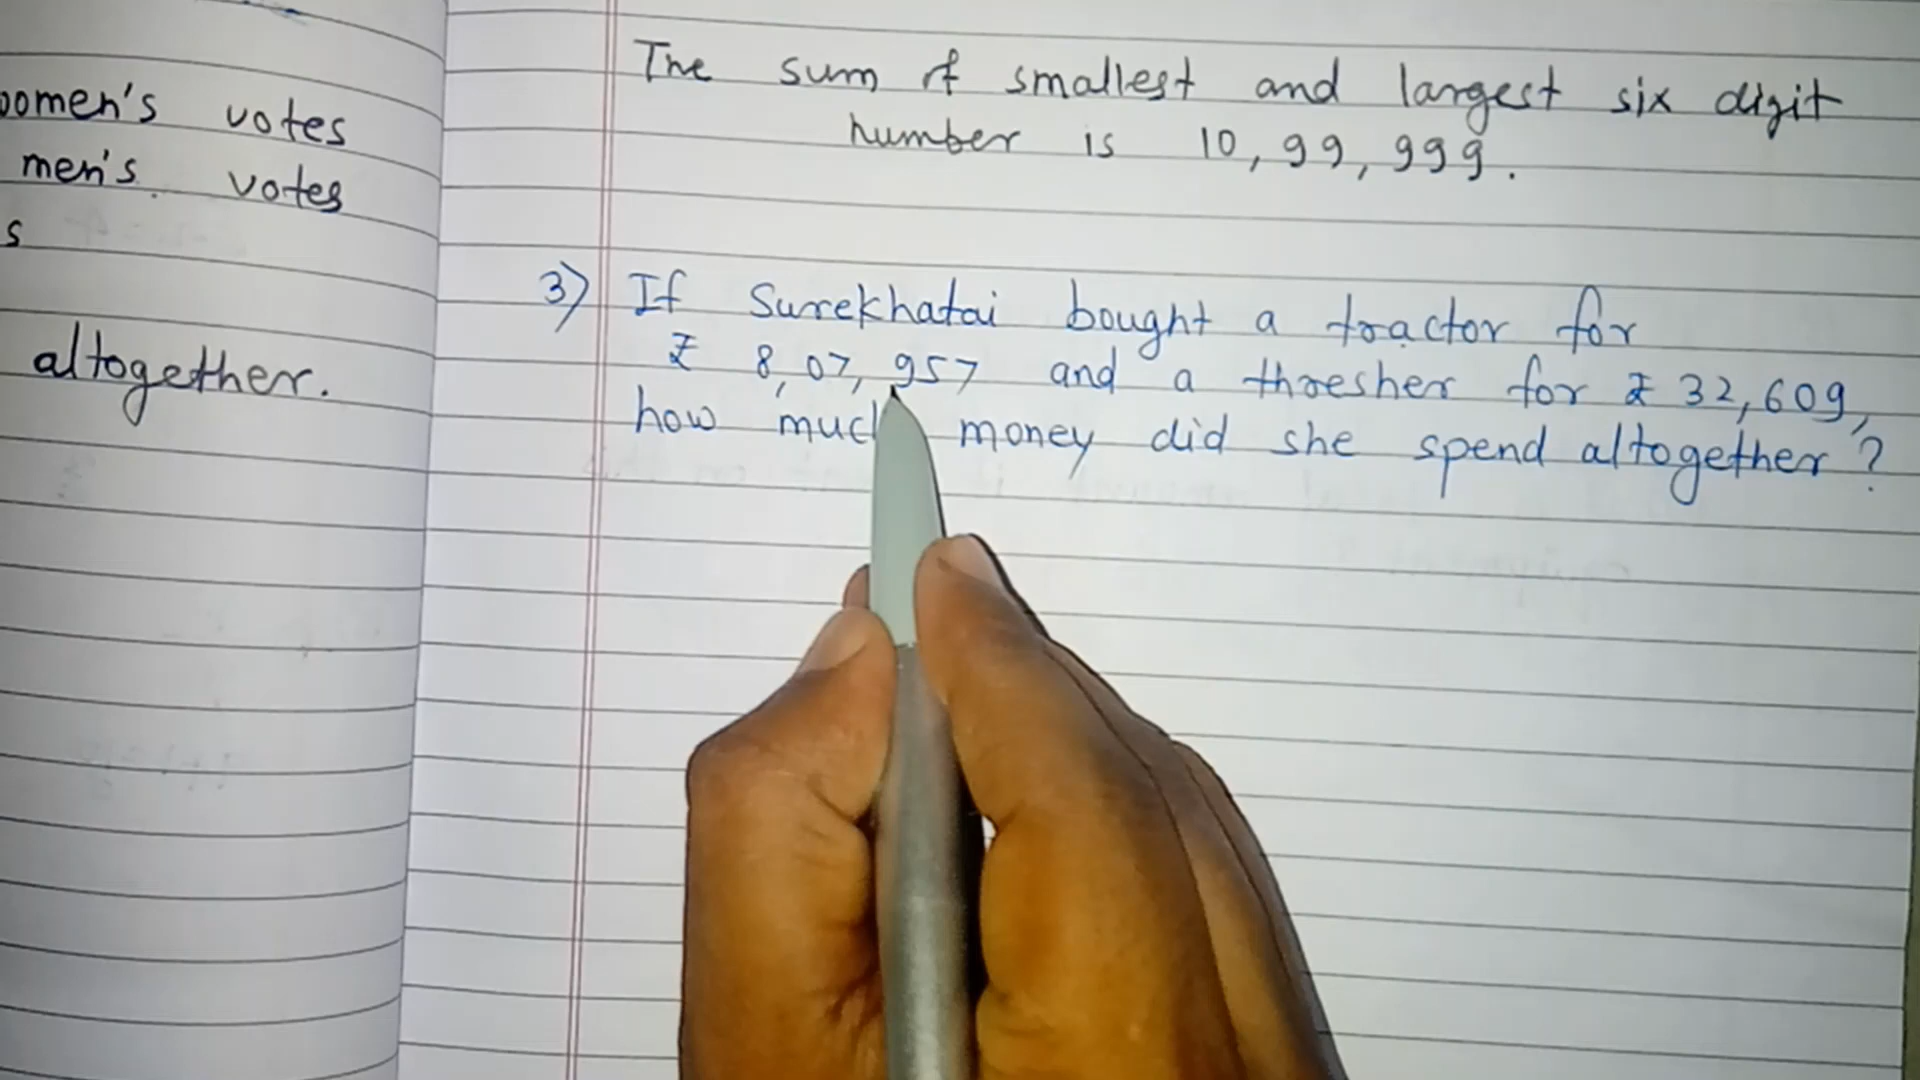 women's votes
men's votes
s
altogether.
The sum of smallest and largest six digit
number is 10,99,999.
3) If Surekhatai bought a tractor for
₹ 8,07,957 and a thresher for ₹ 32,609,
how much money did she spend altogether?